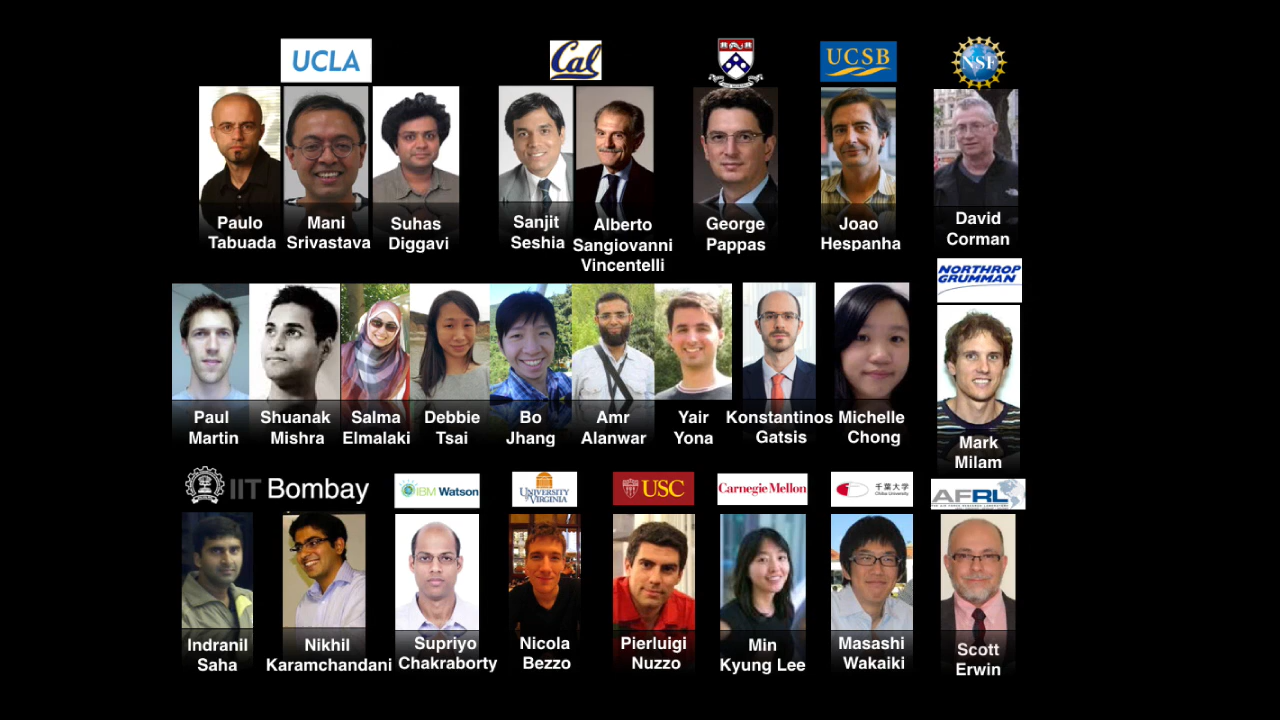 UCLA
Cal
UCSB
NSF
Paulo
Tabuada
Mani
Srivastava
Suhas
Diggavi
Sanjit
Seshia
Alberto
Sangiovanni
Vincentelli
George
Pappas
Joao
Hespanha
David
Corman
NORTHROP
GRUMMAN
Paul
Martin
Shuanak
Mishra
Salma
Elmalaki
Debbie
Tsai
Bo
Jhang
Amr
Alanwar
Yair
Yona
Konstantinos
Gatsis
Michelle
Chong
Mark
Milam
IIT Bombay
IBM Watson
UNIVERSITY
of VIRGINIA
USC
Carnegie Mellon
千葉大学
Chiba University
AFRL
Indranil
Saha
Nikhil
Karamchandani
Supriyo
Chakraborty
Nicola
Bezzo
Pierluigi
Nuzzo
Min
Kyung Lee
Masashi
Wakaiki
Scott
Erwin